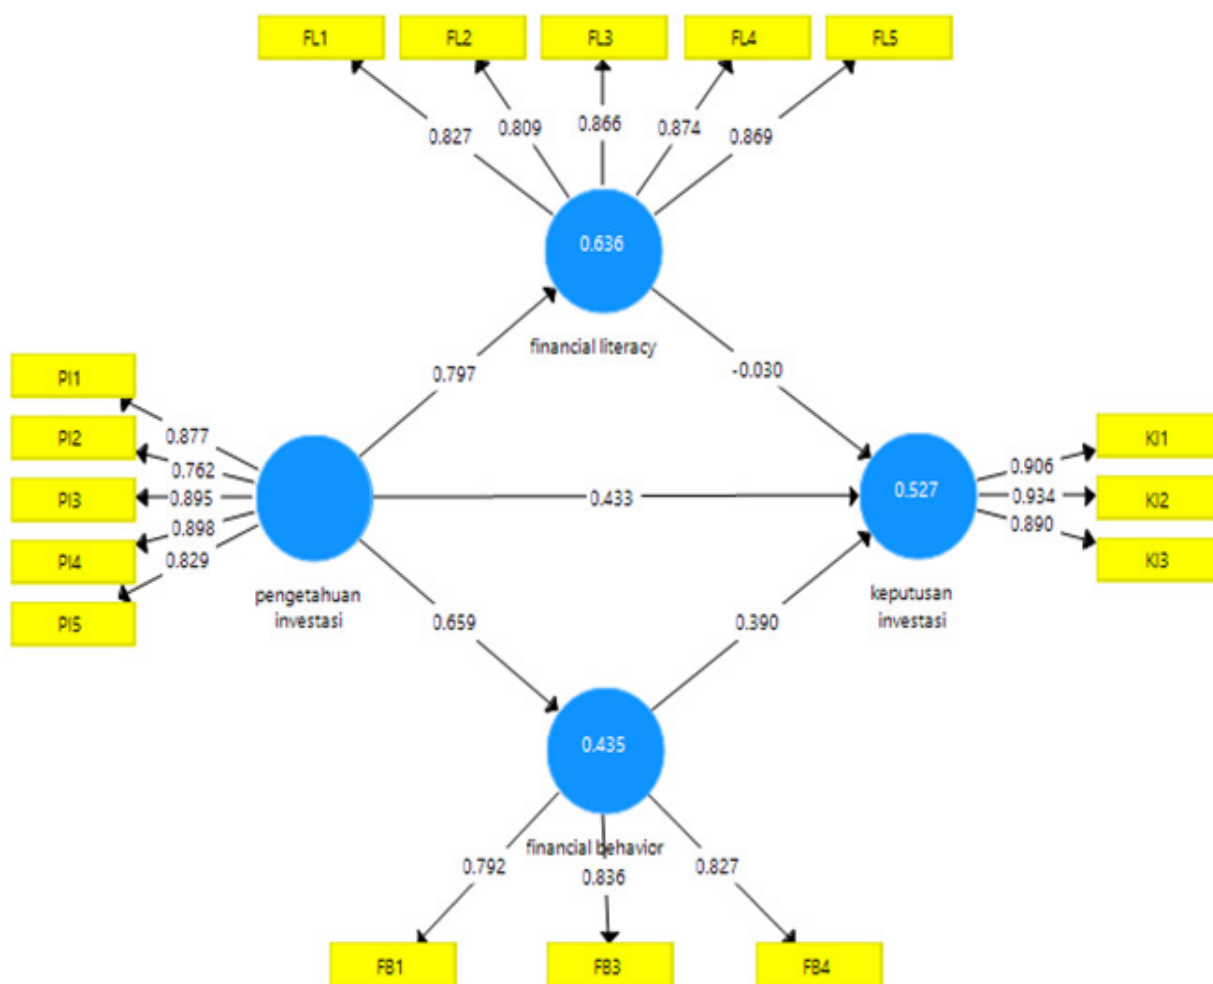 FL1 FL2 FL3 FL4 FL5
0.827 0.809 0.866 0.874 0.869
0.636
financial literacy
0.797 -0.030
PI1
PI2
PI3
PI4
PI5
0.877
0.762
0.895
0.898
0.829
pengetahuan
investasi
0.433
0.527
keputusan
investasi
0.906
0.934
0.890
KI1
KI2
KI3
0.659 0.390
0.435
financial behavior
0.792 0.836 0.827
FB1 FB3 FB4